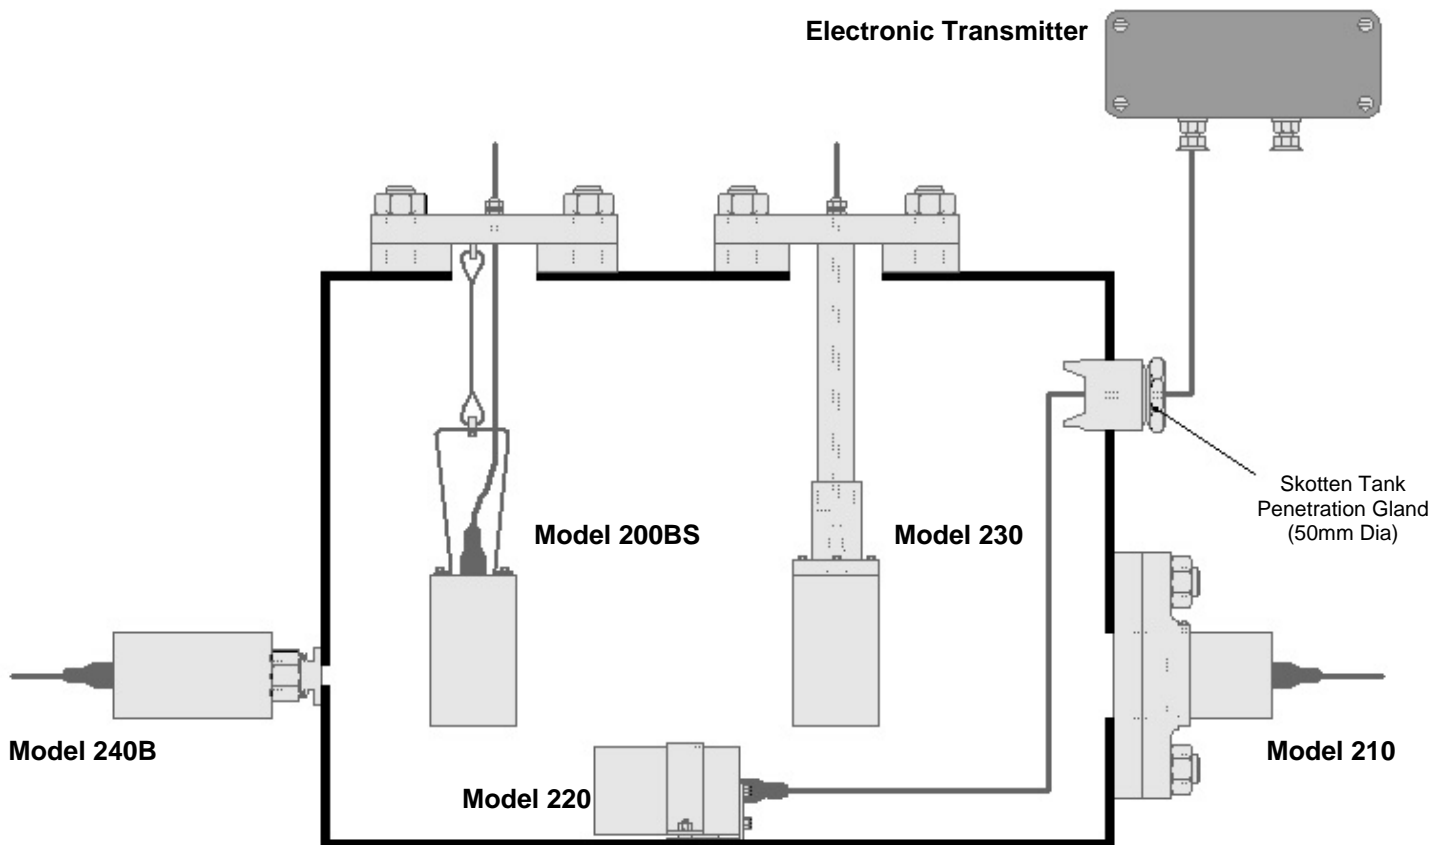 Electronic Transmitter
Skotten Tank
Penetration Gland
(50mm Dia)
Model 200BS
Model 230
Model 240B
Model 210
Model 220